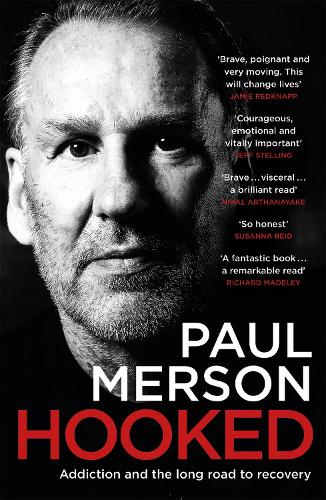 ‘Brave, poignant and
very moving. This
will change lives’
JAMIE REDKNAPP
‘Courageous,
emotional and
vitally important’
JEFF STELLING
‘Brave...visceral...
a brilliant read’
NIHAL ARTHANAYAKE
‘So honest’
SUSANNA REID
‘A fantastic book...
a remarkable read’
RICHARD MADELEY
PAUL
MERSON
HOOKED
Addiction and the long road to recovery